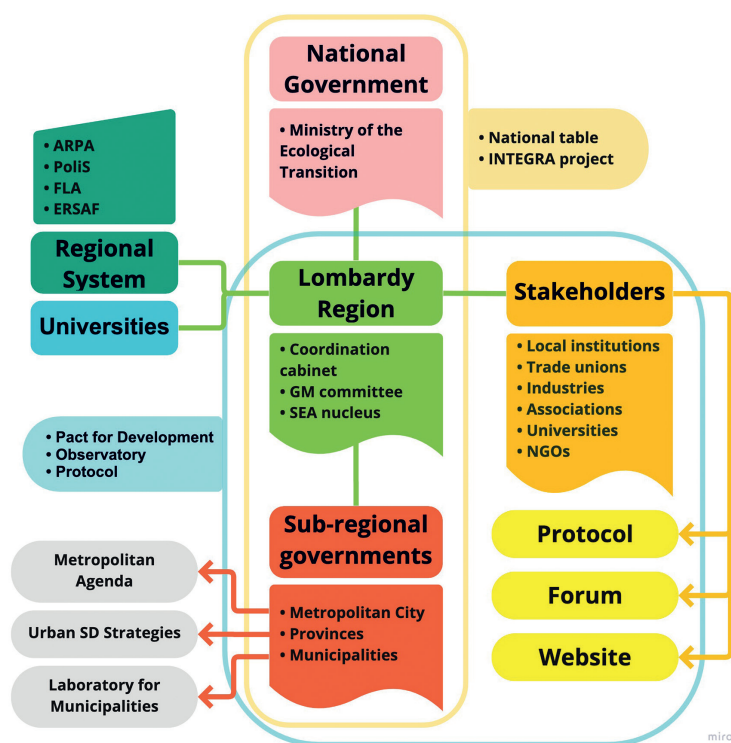 National
Government
• Ministry of the
Ecological
Transition
• National table
• INTEGRA project
• ARPA
• PoliS
• FLA
• ERSAF
Regional
System
Universities
Lombardy
Region
• Coordination
cabinet
• GM committee
• SEA nucleus
Stakeholders
• Local institutions
• Trade unions
• Industries
• Associations
• Universities
• NGOs
• Pact for Development
• Observatory
• Protocol
Sub-regional
governments
• Metropolitan City
• Provinces
• Municipalities
Metropolitan
Agenda
Urban SD Strategies
Laboratory for
Municipalities
Protocol
Forum
Website
miro